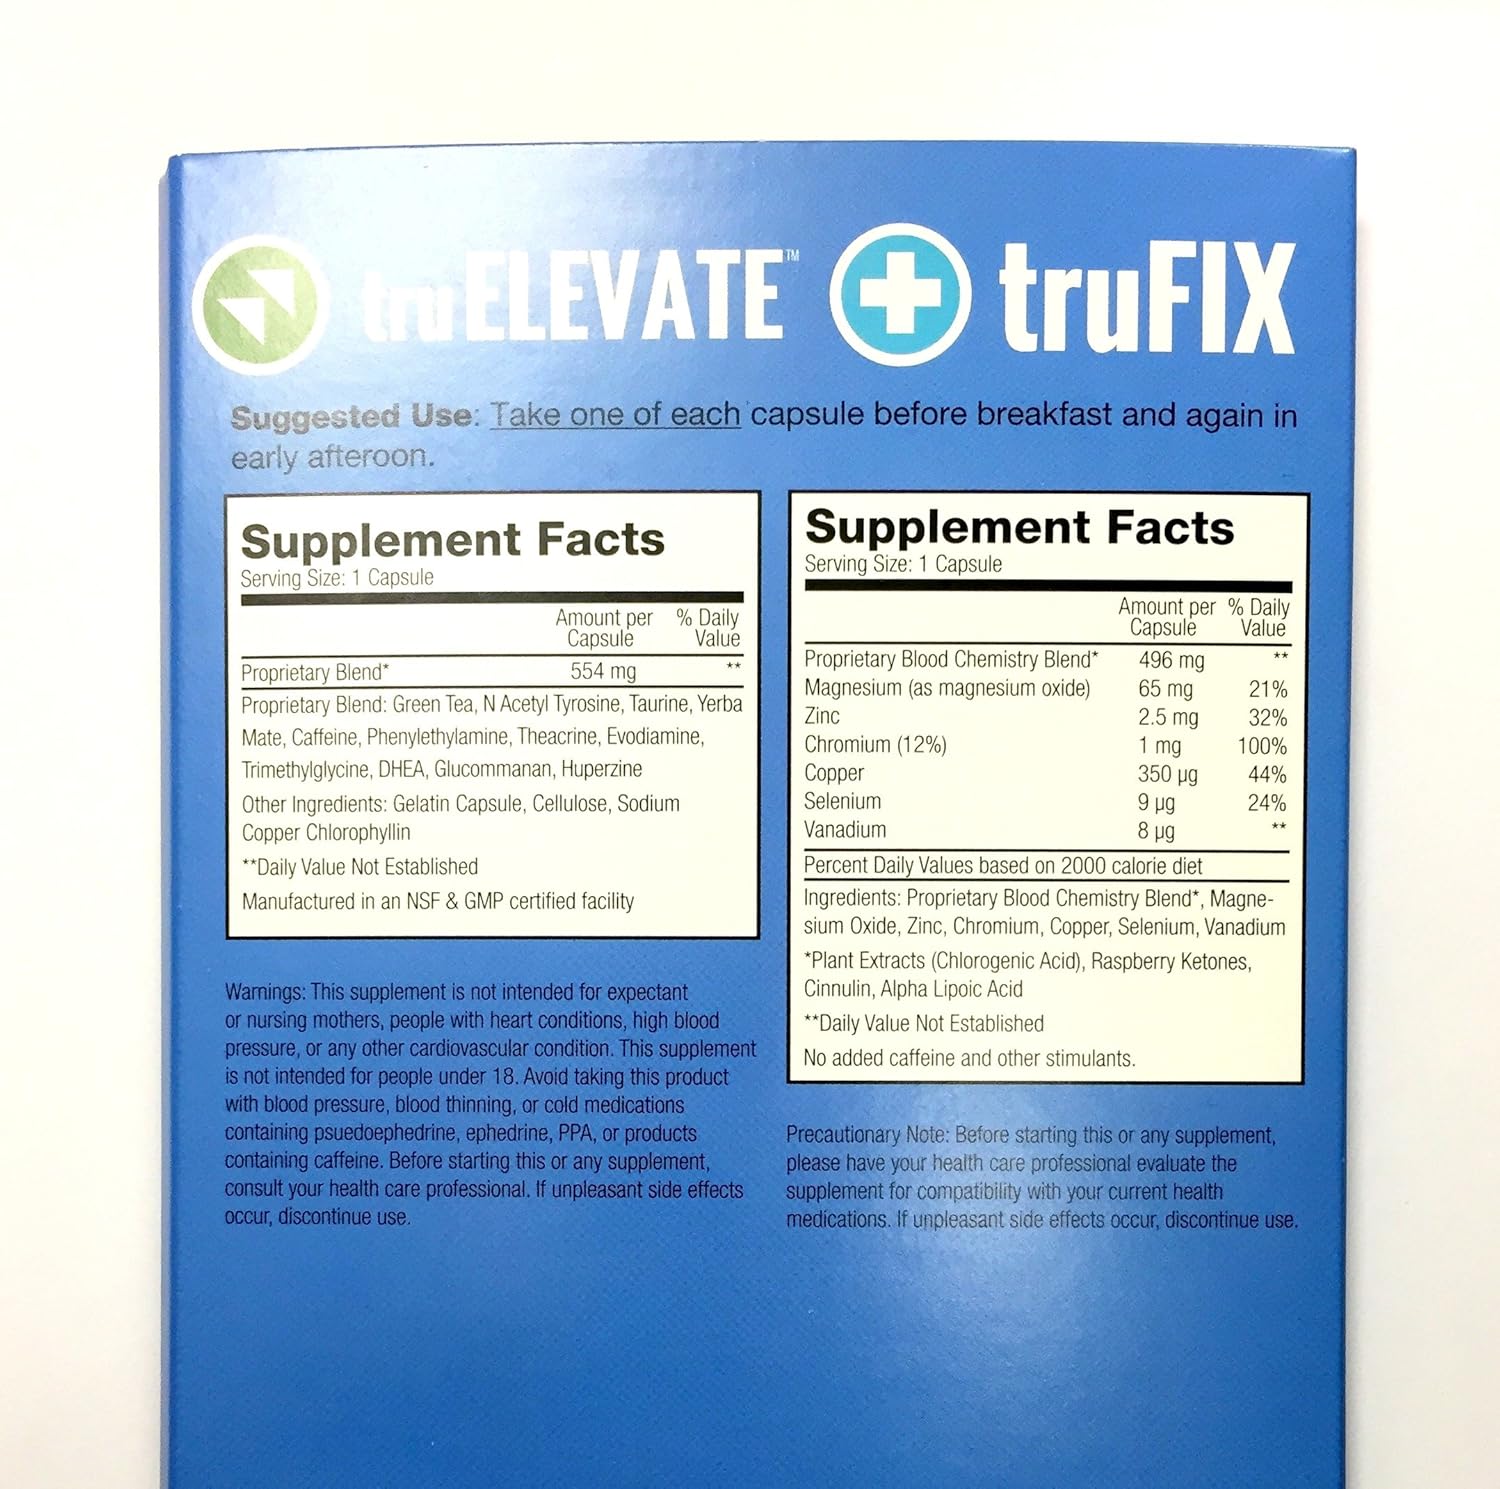 truELEVATE™ truFIX
Suggested Use: Take one of each capsule before breakfast and again in
early afteroon.
Supplement Facts
Serving Size: 1 Capsule
Amount per % Daily
Capsule Value
Proprietary Blend* 554 mg **
Proprietary Blend: Green Tea, N Acetyl Tyrosine, Taurine, Yerba
Mate, Caffeine, Phenylethylamine, Theacrine, Evodiamine,
Trimethylglycine, DHEA, Glucommanan, Huperzine
Other Ingredients: Gelatin Capsule, Cellulose, Sodium
Copper Chlorophyllin
**Daily Value Not Established
Manufactured in an NSF & GMP certified facility
Warnings: This supplement is not intended for expectant
or nursing mothers, people with heart conditions, high blood
pressure, or any other cardiovascular condition. This supplement
is not intended for people under 18. Avoid taking this product
with blood pressure, blood thinning, or cold medications
containing psuedoephedrine, ephedrine, PPA, or products
containing caffeine. Before starting this or any supplement,
consult your health care professional. If unpleasant side effects
occur, discontinue use.
Supplement Facts
Serving Size: 1 Capsule
Amount per % Daily
Capsule Value
Proprietary Blood Chemistry Blend* 496 mg **
Magnesium (as magnesium oxide) 65 mg 21%
Zinc 2.5 mg 32%
Chromium (12%) 1 mg 100%
Copper 350 µg 44%
Selenium 9 µg 24%
Vanadium 8 µg **
Percent Daily Values based on 2000 calorie diet
Ingredients: Proprietary Blood Chemistry Blend*, Magne-
sium Oxide, Zinc, Chromium, Copper, Selenium, Vanadium
*Plant Extracts (Chlorogenic Acid), Raspberry Ketones,
Cinnulin, Alpha Lipoic Acid
**Daily Value Not Established
No added caffeine and other stimulants.
Precautionary Note: Before starting this or any supplement,
please have your health care professional evaluate the
supplement for compatibility with your current health
medications. If unpleasant side effects occur, discontinue use.